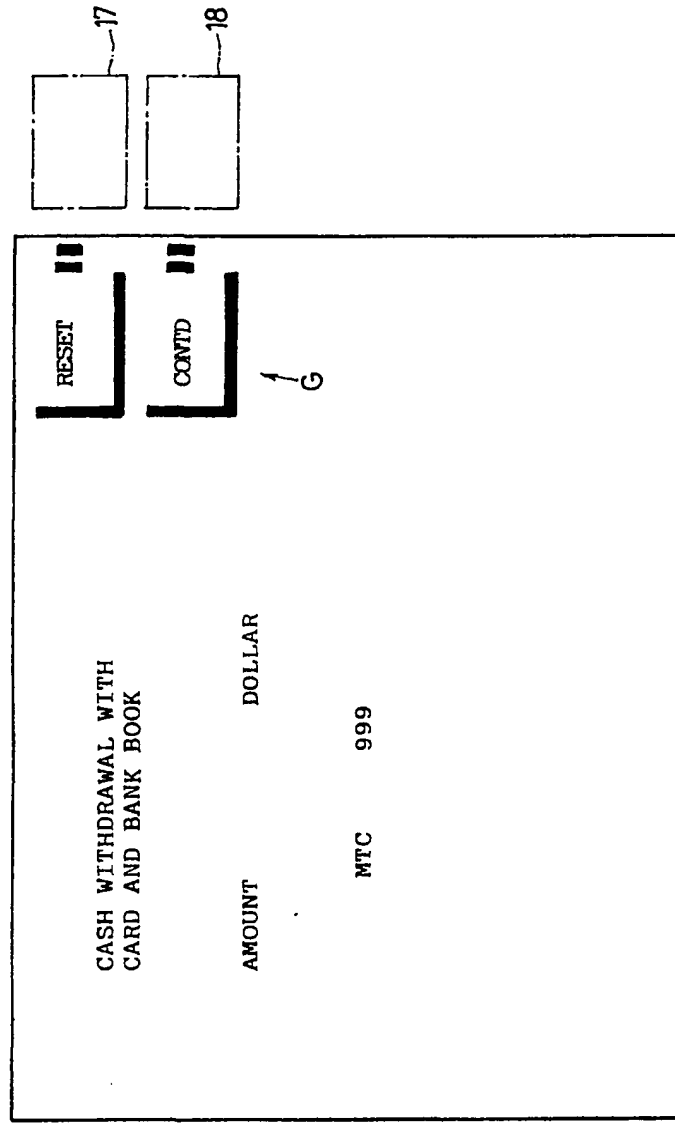 RESET
17
CASH WITHDRAWAL WITH
CARD AND BANK BOOK
CONTD
18
AMOUNT DOLLAR
G
MTC 999